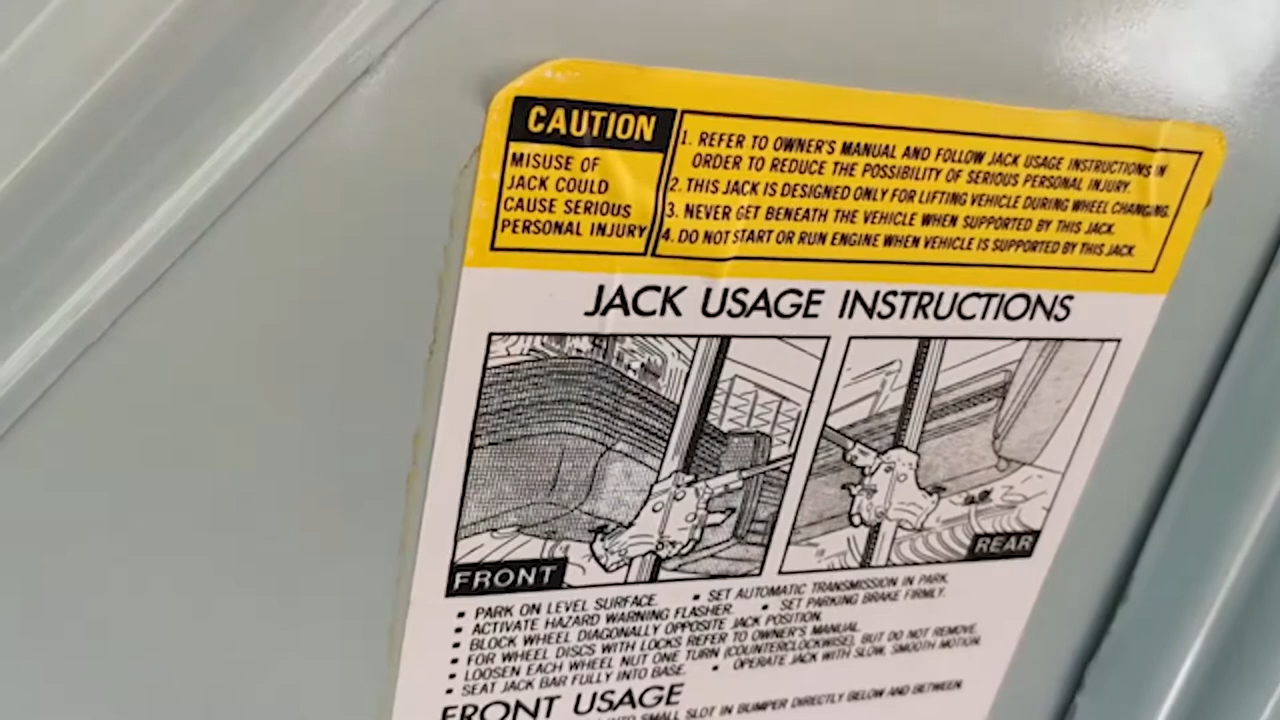 CAUTION
MISUSE OF
JACK COULD
CAUSE SERIOUS
PERSONAL INJURY
1. REFER TO OWNER'S MANUAL AND FOLLOW JACK USAGE INSTRUCTIONS IN
ORDER TO REDUCE THE POSSIBILITY OF SERIOUS PERSONAL INJURY.
2. THIS JACK IS DESIGNED ONLY FOR LIFTING VEHICLE DURING WHEEL CHANGING.
3. NEVER GET BENEATH THE VEHICLE WHEN SUPPORTED BY THIS JACK.
4. DO NOT START OR RUN ENGINE WHEN VEHICLE IS SUPPORTED BY THIS JACK.
JACK USAGE INSTRUCTIONS
FRONT
REAR
• PARK ON LEVEL SURFACE. • SET AUTOMATIC TRANSMISSION IN PARK.
• ACTIVATE HAZARD WARNING FLASHER. • SET PARKING BRAKE FIRMLY.
• BLOCK WHEEL DIAGONALLY OPPOSITE JACK POSITION.
• FOR WHEEL DISCS WITH LOCKS REFER TO OWNER'S MANUAL.
• LOOSEN EACH WHEEL NUT ONE TURN (COUNTERCLOCKWISE), BUT DO NOT REMOVE.
• SEAT JACK BAR FULLY INTO BASE. • OPERATE JACK WITH SLOW, SMOOTH MOTION.
FRONT USAGE
INTO SMALL SLOT IN BUMPER DIRECTLY BELOW AND BETWEEN